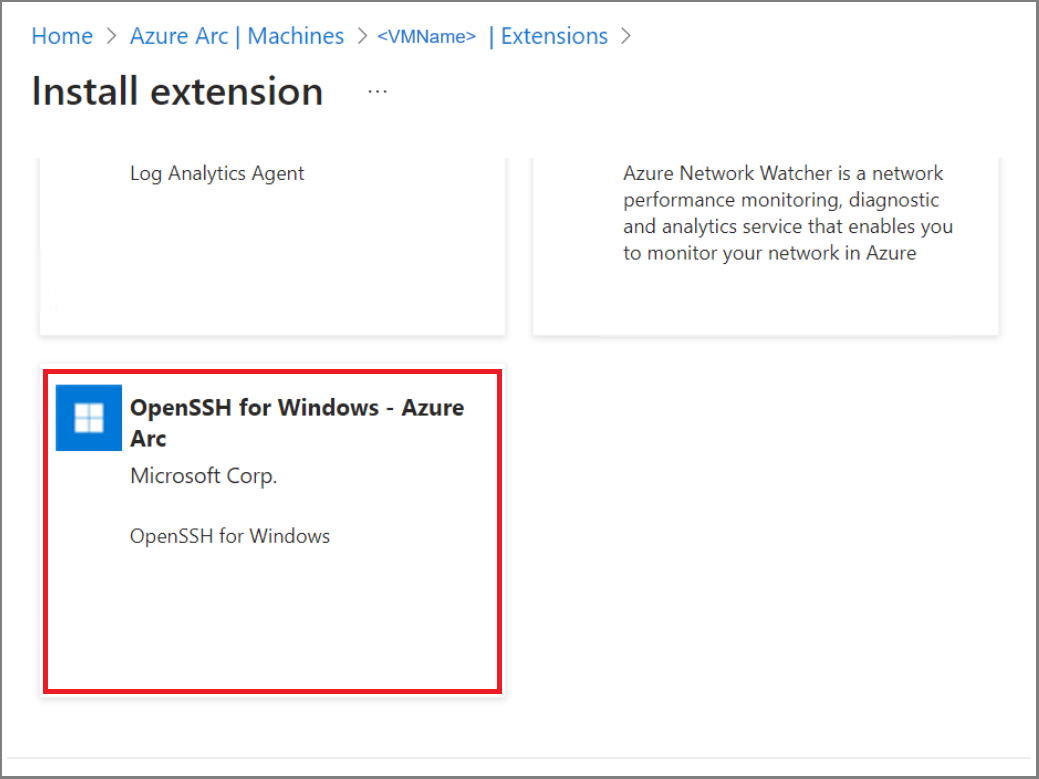 Home > Azure Arc | Machines > <VMName> | Extensions >
Install extension ...
Log Analytics Agent
Azure Network Watcher is a network
performance monitoring, diagnostic
and analytics service that enables you
to monitor your network in Azure
OpenSSH for Windows - Azure
Arc
Microsoft Corp.
OpenSSH for Windows